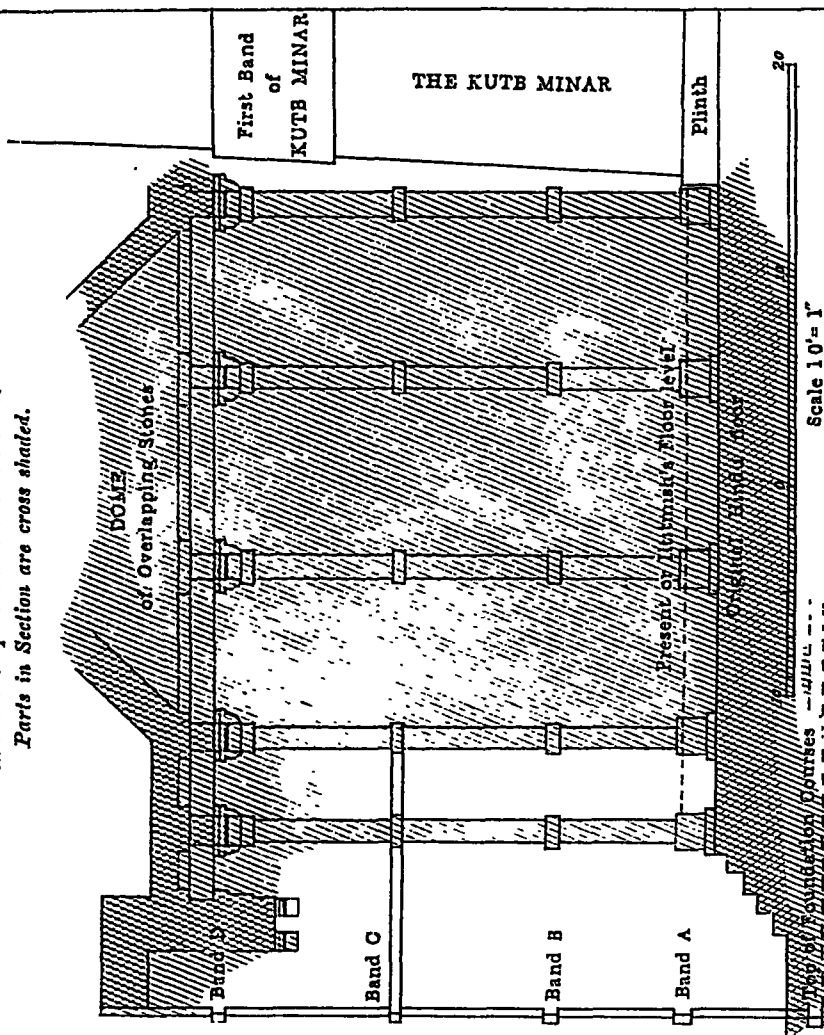 Parts in Section are cross shaded.
DOME
of Overlapping Stones
First Band
of
KUTB MINAR
THE KUTB MINAR
Plinth
Band D
Band C
Band B
Band A
Present or Iltitmish's Floor level
Original Hindu floor
Top of Foundation Courses
10
0
10
20
Scale 10'= 1"